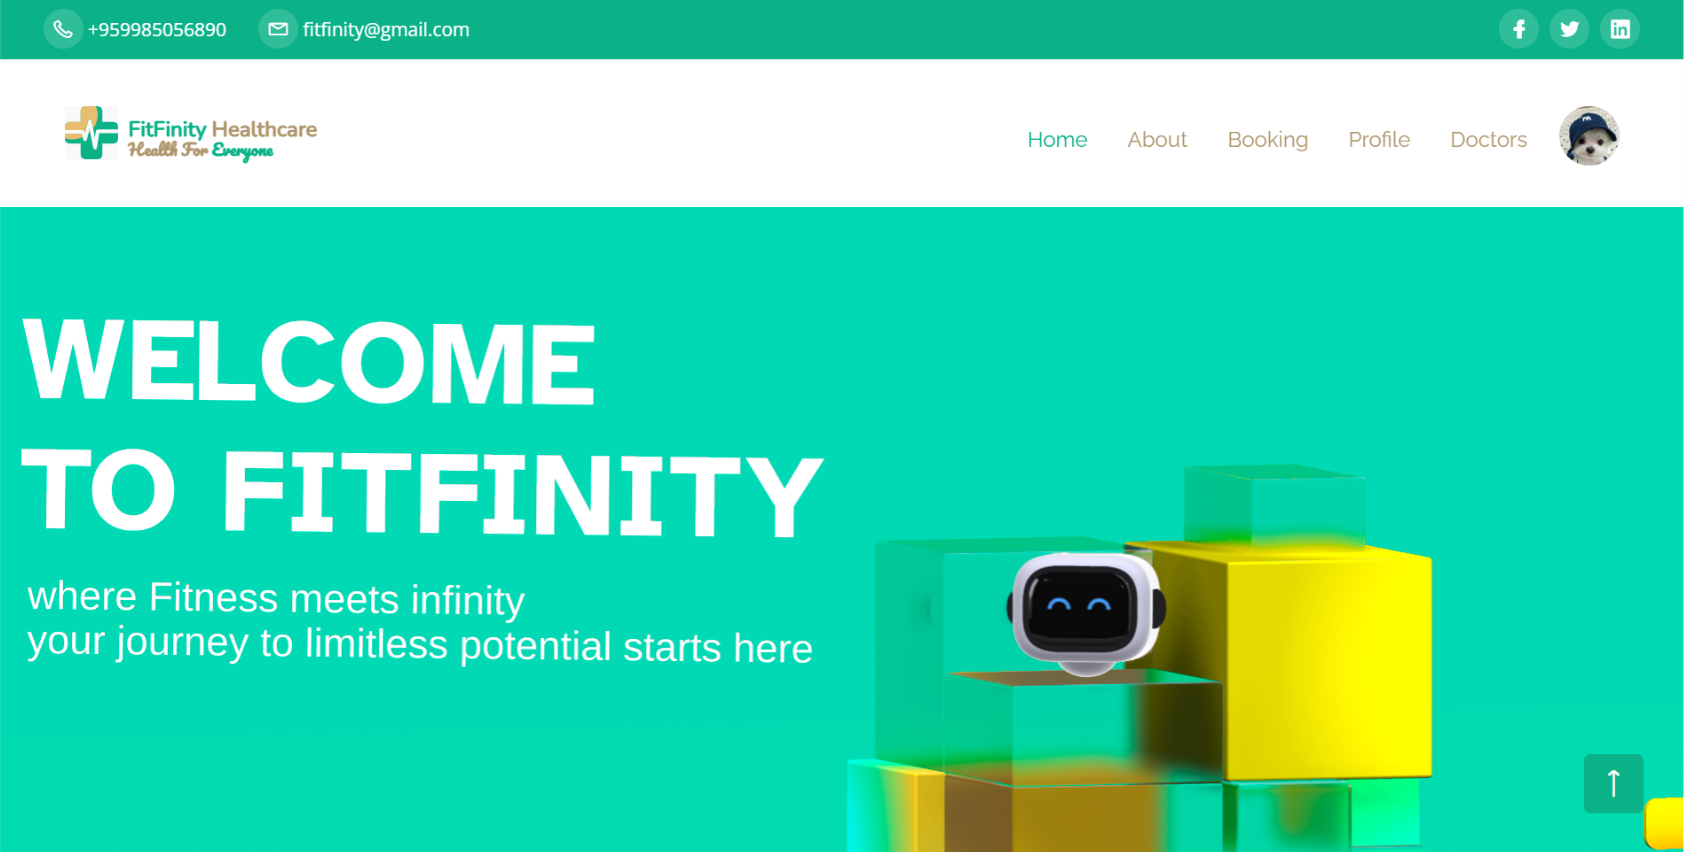 +959985056890 fitfinity@gmail.com
FitFinity Healthcare
Health For Everyone
Home About Booking Profile Doctors
WELCOME
TO FITFINITY
where Fitness meets infinity
your journey to limitless potential starts here